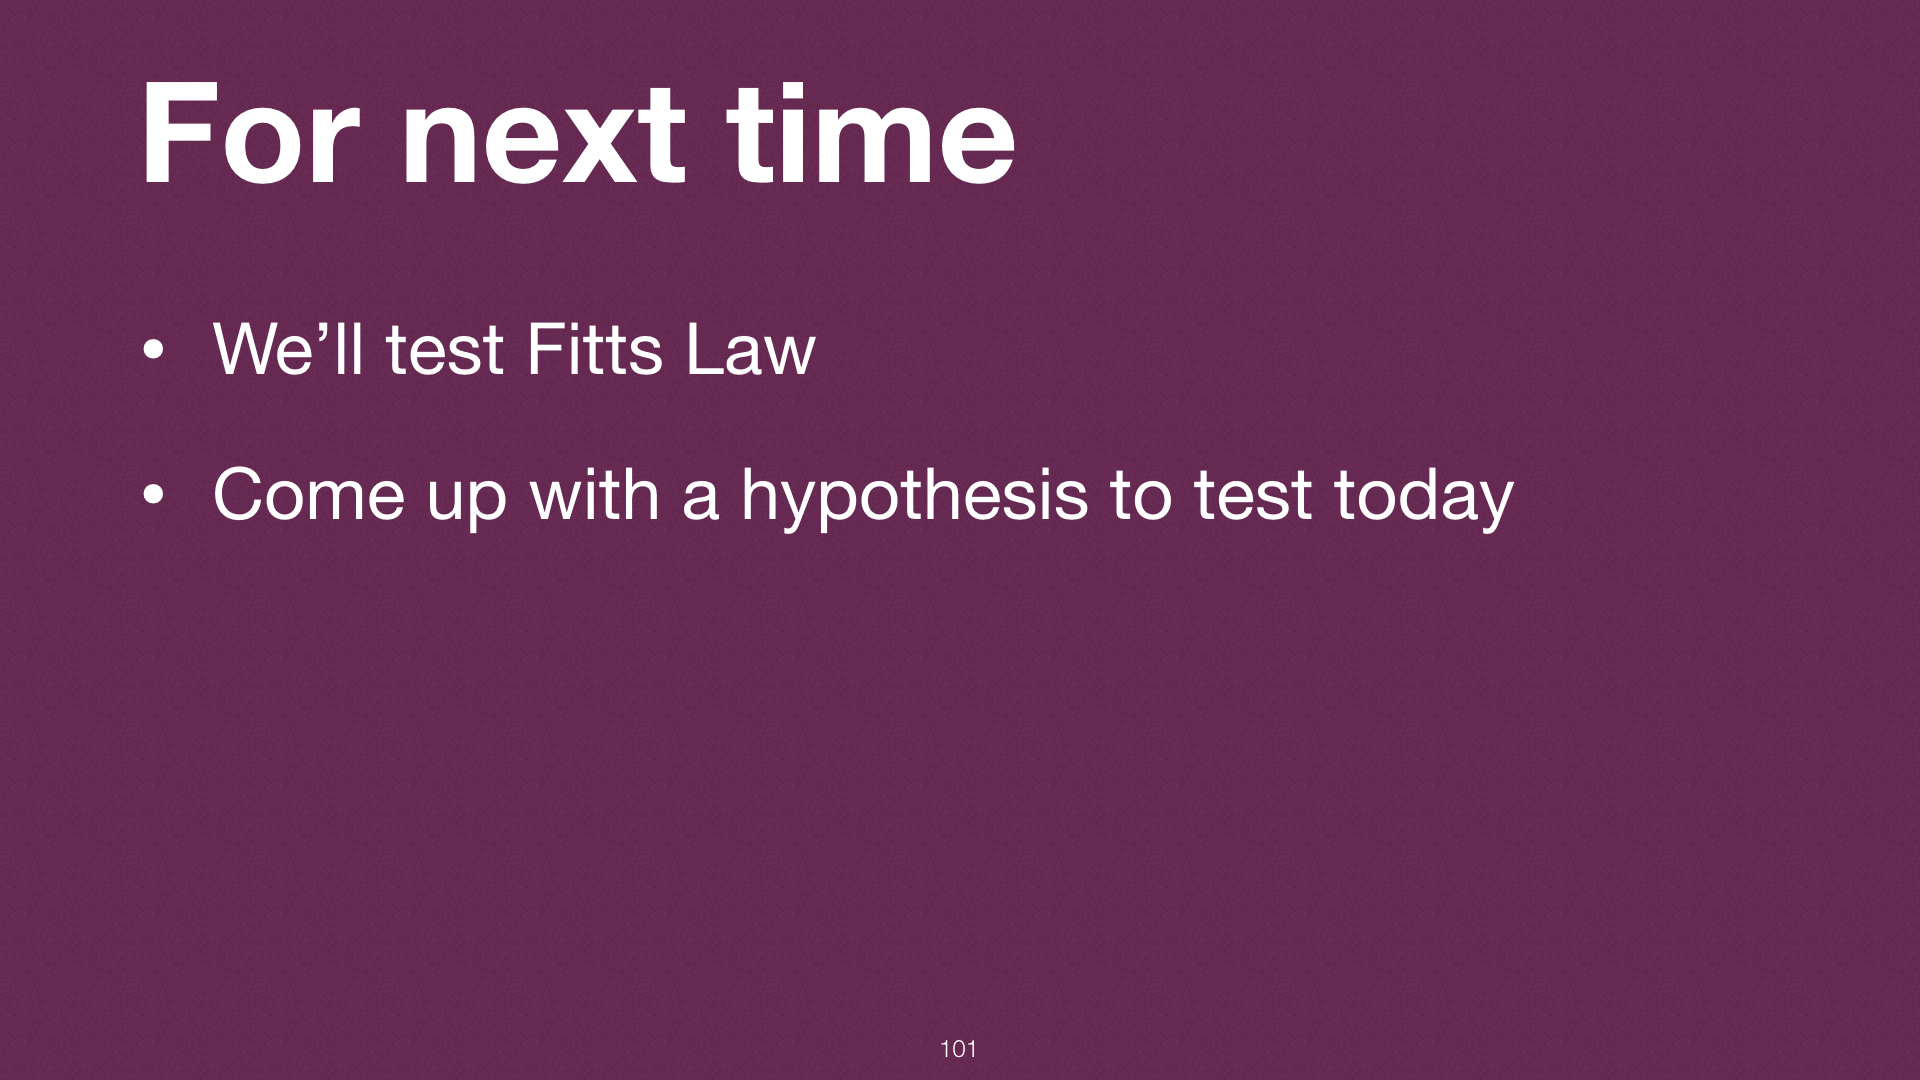 For next time
• We’ll test Fitts Law
• Come up with a hypothesis to test today
101